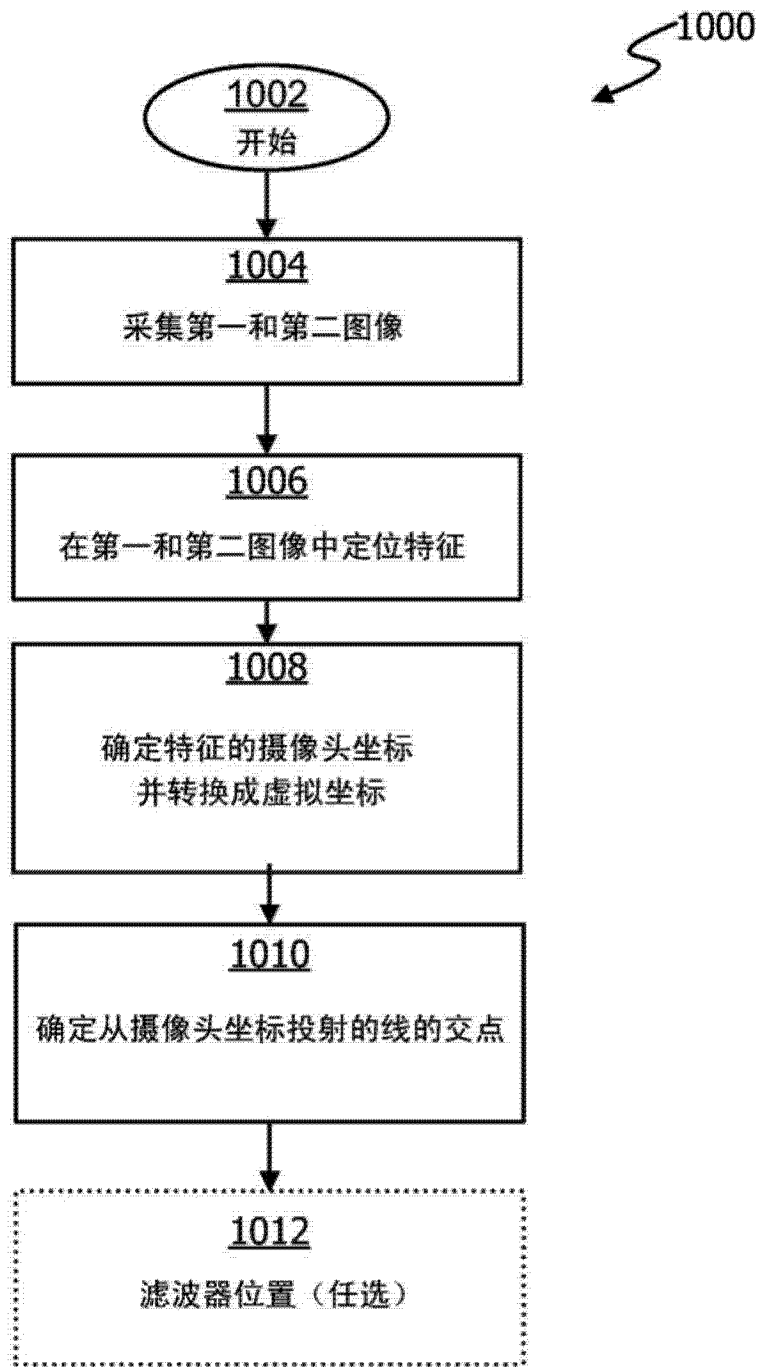 1000
1002
开始
1004
采集第一和第二图像
1006
在第一和第二图像中定位特征
1008
确定特征的摄像头坐标
并转换成虚拟坐标
1010
确定从摄像头坐标投射的线的交点
1012
滤波器位置（任选）